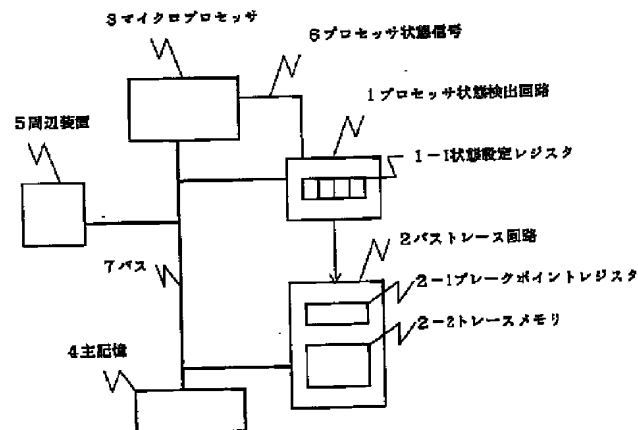 3マイクロプロセッサ
6プロセッサ状態信号
1プロセッサ状態検出回路
5周辺装置
1-1状態設定レジスタ
2バストレース回路
7バス
2-1ブレークポイントレジスタ
2-2トレースメモリ
4主記憶